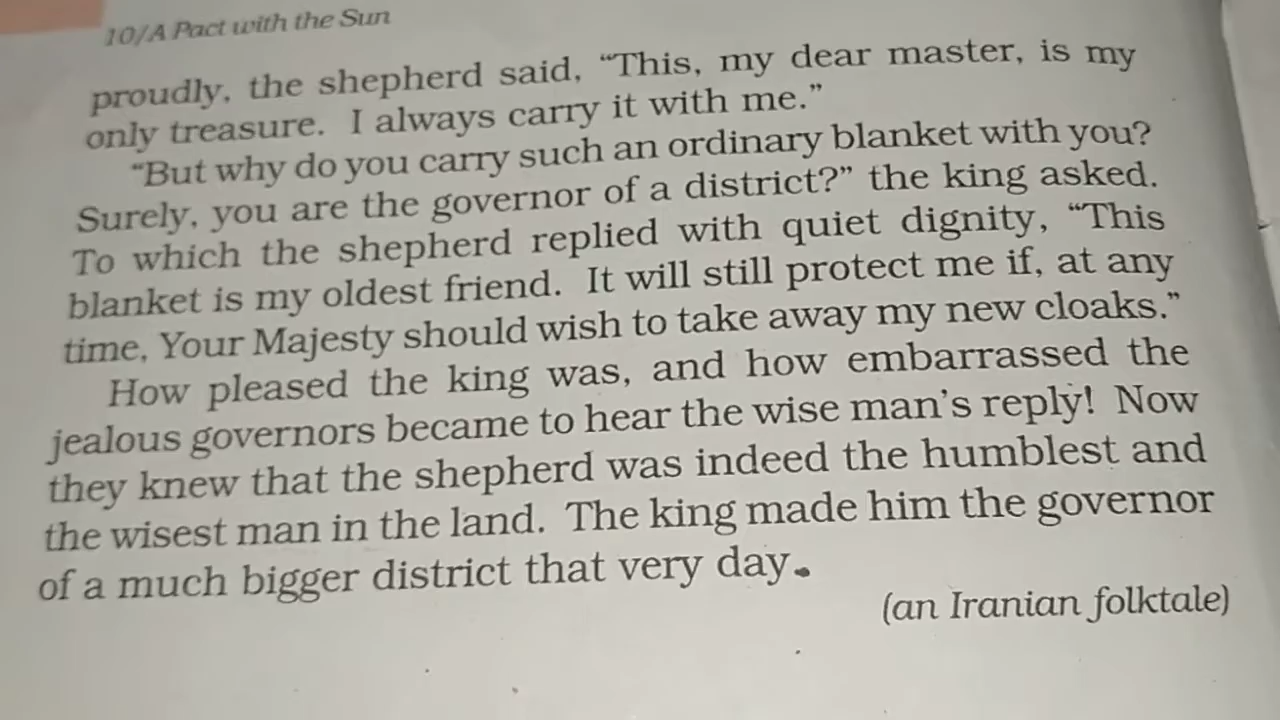 10/A Pact with the Sun
proudly, the shepherd said, “This, my dear master, is my
only treasure. I always carry it with me.”
“But why do you carry such an ordinary blanket with you?
Surely, you are the governor of a district?” the king asked.
To which the shepherd replied with quiet dignity, “This
blanket is my oldest friend. It will still protect me if, at any
time, Your Majesty should wish to take away my new cloaks.”
How pleased the king was, and how embarrassed the
jealous governors became to hear the wise man’s reply! Now
they knew that the shepherd was indeed the humblest and
the wisest man in the land. The king made him the governor
of a much bigger district that very day.
(an Iranian folktale)